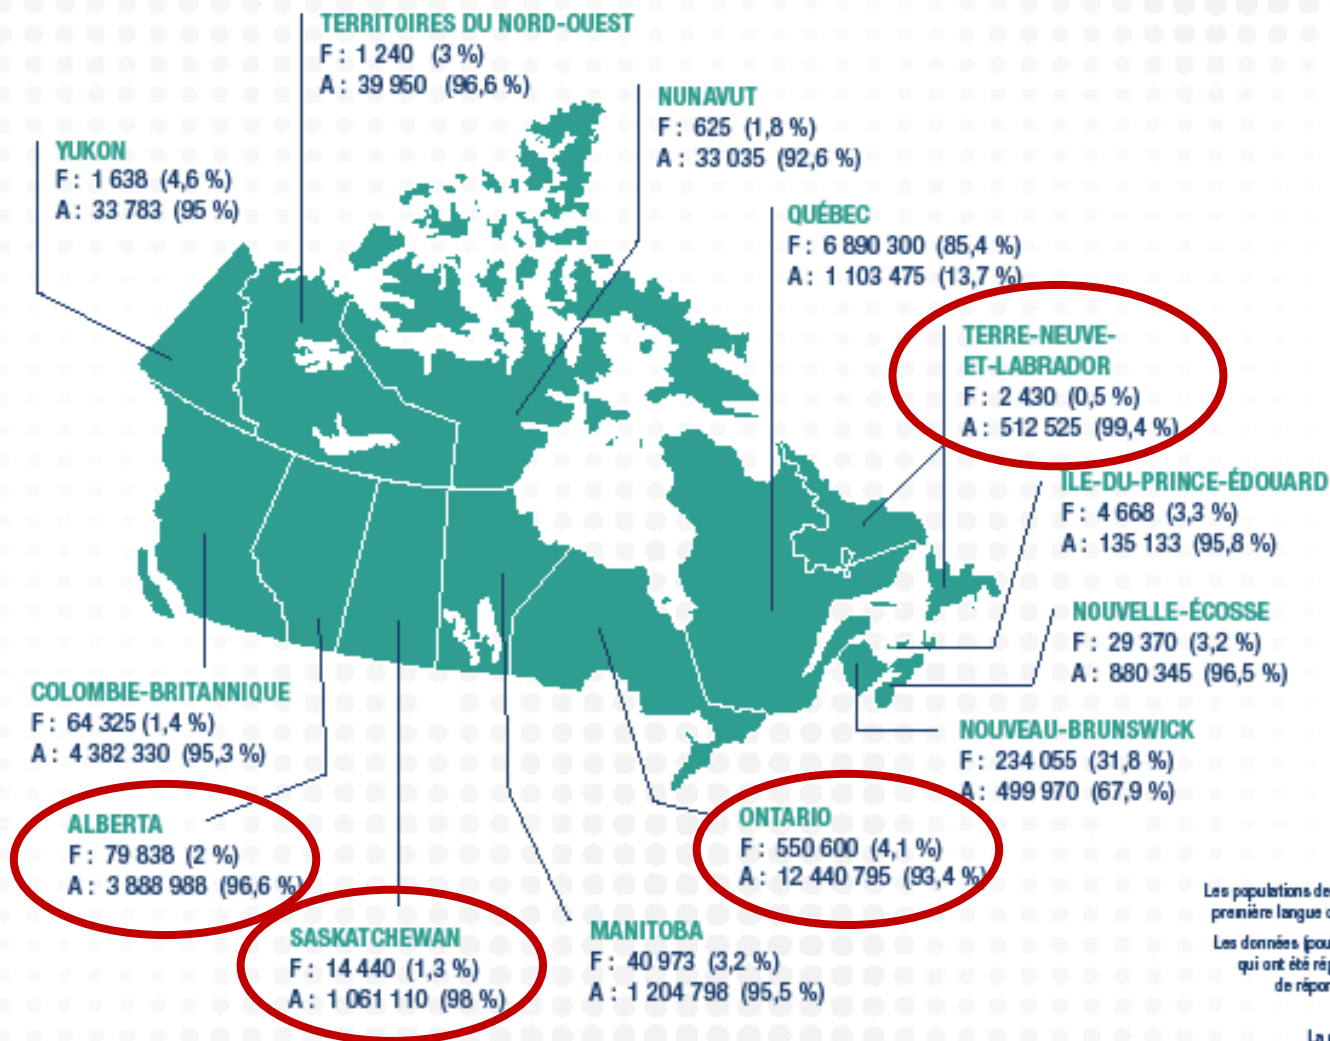 TERRITOIRES DU NORD-OUEST
F : 1 240 (3 %)
A : 39 950 (96,6 %)
NUNAVUT
F : 625 (1,8 %)
A : 33 035 (92,6 %)
YUKON
F : 1 638 (4,6 %)
A : 33 783 (95 %)
QUÉBEC
F : 6 890 300 (85,4 %)
A : 1 103 475 (13,7 %)
TERRE-NEUVE-
ET-LABRADOR
F : 2 430 (0,5 %)
A : 512 525 (99,4 %)
ÎLE-DU-PRINCE-ÉDOUARD
F : 4 668 (3,3 %)
A : 135 133 (95,8 %)
NOUVELLE-ÉCOSSE
F : 29 370 (3,2 %)
A : 880 345 (96,5 %)
COLOMBIE-BRITANNIQUE
F : 64 325 (1,4 %)
A : 4 382 330 (95,3 %)
NOUVEAU-BRUNSWICK
F : 234 055 (31,8 %)
A : 499 970 (67,9 %)
ALBERTA
F : 79 838 (2 %)
A : 3 888 988 (96,6 %)
ONTARIO
F : 550 600 (4,1 %)
A : 12 440 795 (93,4 %)
SASKATCHEWAN
F : 14 440 (1,3 %)
A : 1 061 110 (98 %)
MANITOBA
F : 40 973 (3,2 %)
A : 1 204 798 (95,5 %)
Les populations de
première langue
Les données (pou
qui ont été
de
La